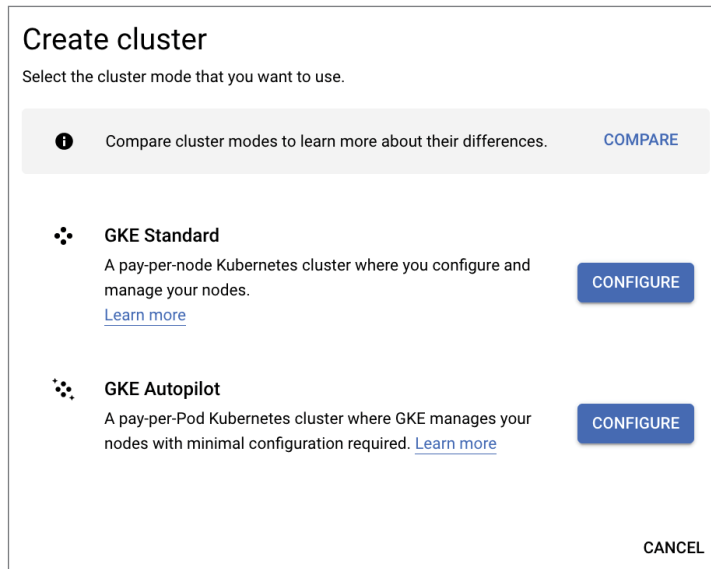 Create cluster
Select the cluster mode that you want to use.
Compare cluster modes to learn more about their differences.
COMPARE
GKE Standard
A pay-per-node Kubernetes cluster where you configure and
manage your nodes.
Learn more
CONFIGURE
GKE Autopilot
A pay-per-Pod Kubernetes cluster where GKE manages your
nodes with minimal configuration required. Learn more
CONFIGURE
CANCEL